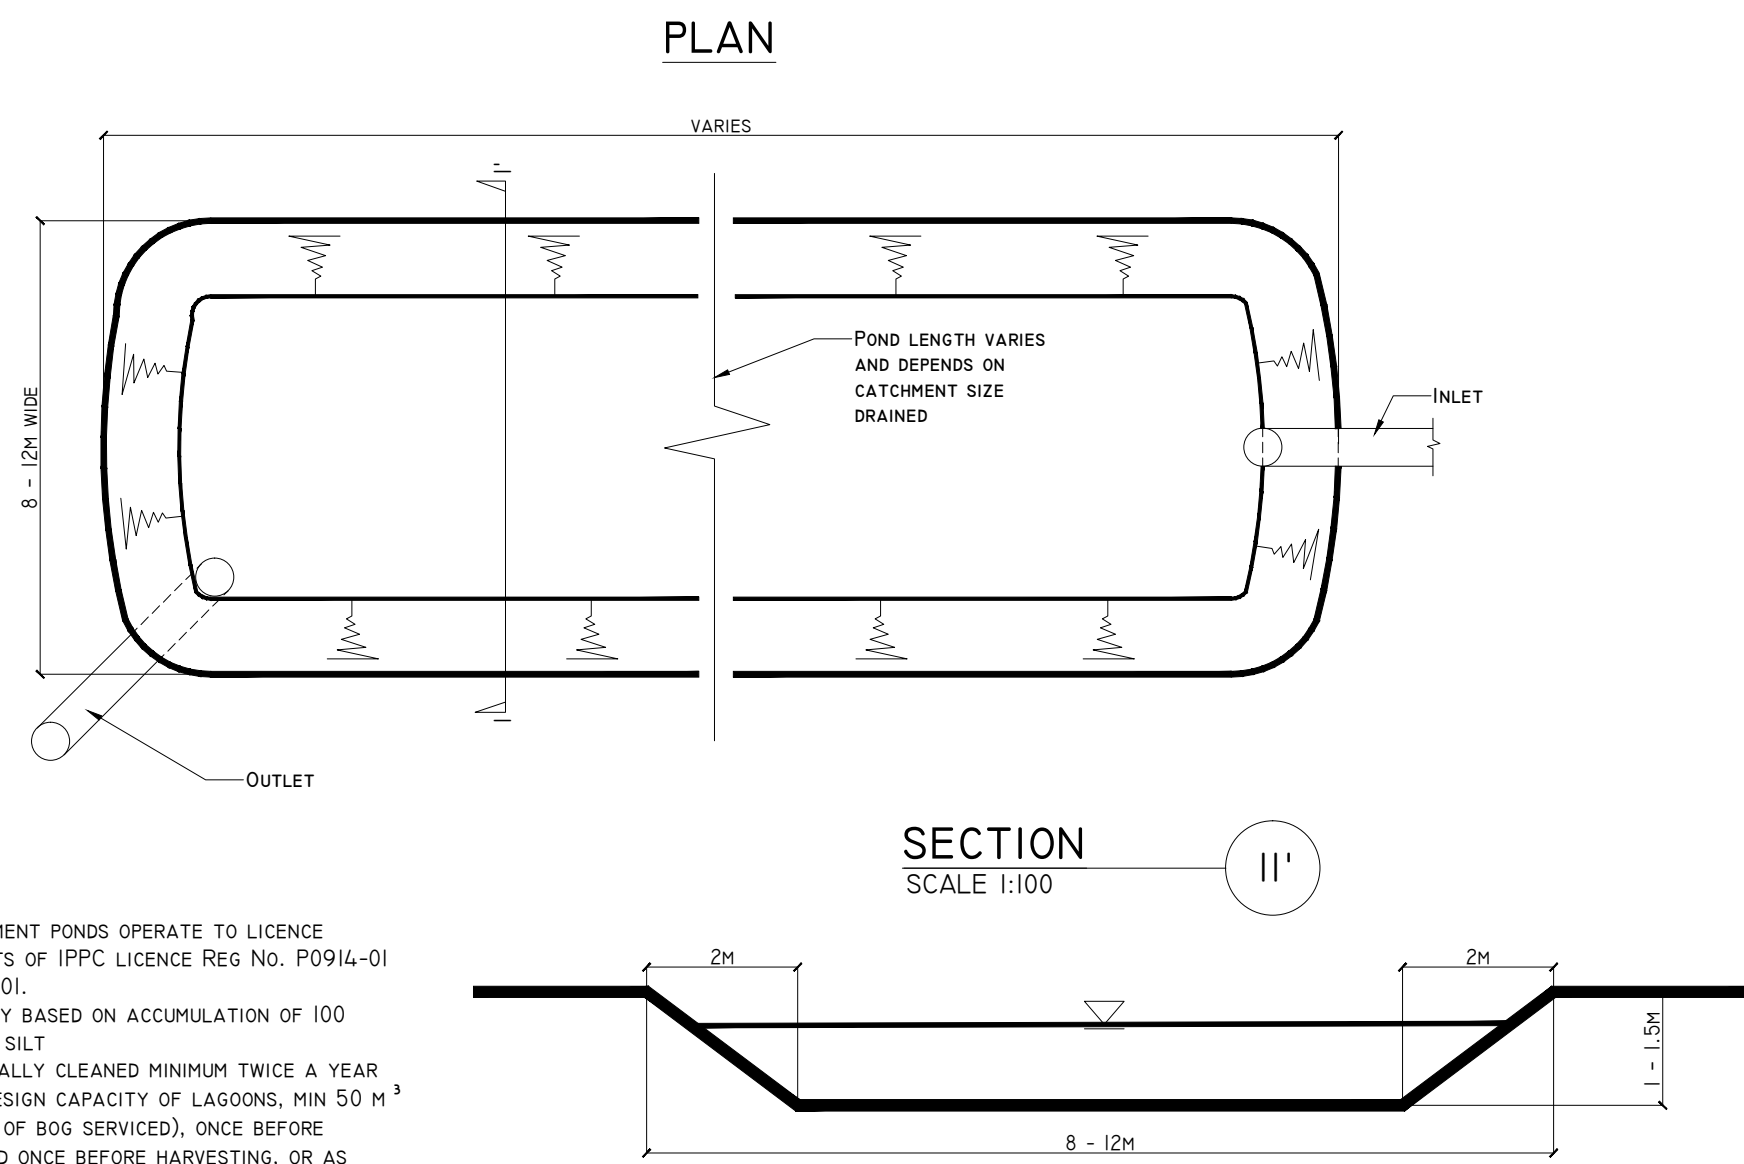 PLAN
VARIES
I'
8 - 12M WIDE
POND LENGTH VARIES
AND DEPENDS ON
CATCHMENT SIZE
DRAINED
INLET
I
OUTLET
SECTION
SCALE 1:100
II'
MENT PONDS OPERATE TO LICENCE
TS OF IPPC LICENCE REG NO. P0914-01
01.
Y BASED ON ACCUMULATION OF 100
SILT
ALLY CLEANED MINIMUM TWICE A YEAR
ESIGN CAPACITY OF LAGOONS, MIN 50 M³
OF BOG SERVICED), ONCE BEFORE
D ONCE BEFORE HARVESTING, OR AS
2M
2M
1 - 1.5M
8 - 12M